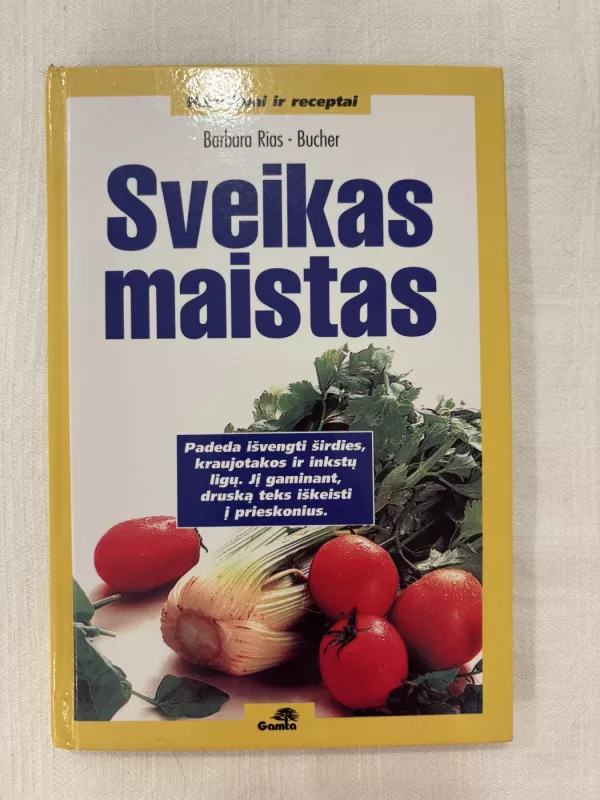 ir receptai
Barbara Rias - Bucher
Sveikas
maistas
Padeda išvengti širdies,
kraujotakos ir inkstų
ligų. Jį gaminant,
druską teks iškeisti
į prieskonius.
Gamta